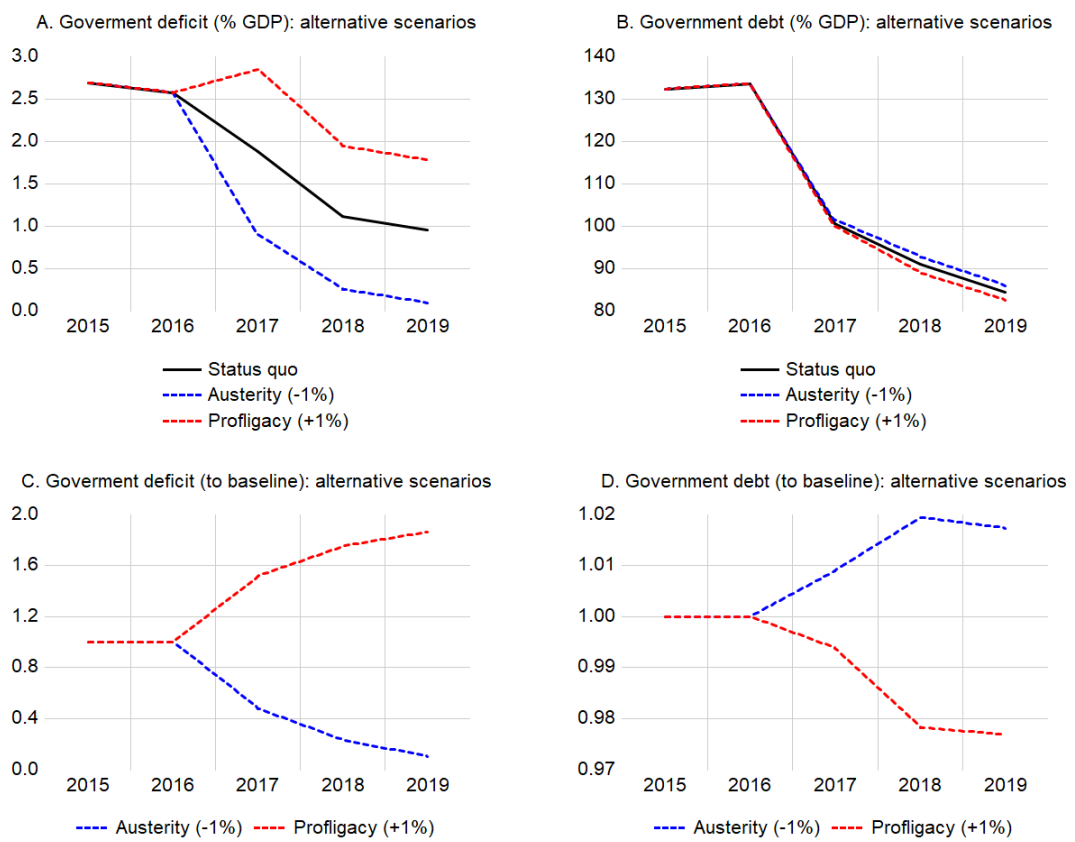 A. Goverment deficit (% GDP): alternative scenarios
3.0
2.5
2.0
1.5
1.0
0.5
0.0
2015 2016 2017 2018 2019
Status quo
Austerity (-1%)
Profligacy (+1%)
B. Government debt (% GDP): alternative scenarios
140
130
120
110
100
90
80
2015 2016 2017 2018 2019
Status quo
Austerity (-1%)
Profligacy (+1%)
C. Goverment deficit (to baseline): alternative scenarios
2.0
1.6
1.2
0.8
0.4
0.0
2015 2016 2017 2018 2019
Austerity (-1%) Profligacy (+1%)
D. Government debt (to baseline): alternative scenarios
1.02
1.01
1.00
0.99
0.98
0.97
2015 2016 2017 2018 2019
Austerity (-1%) Profligacy (+1%)